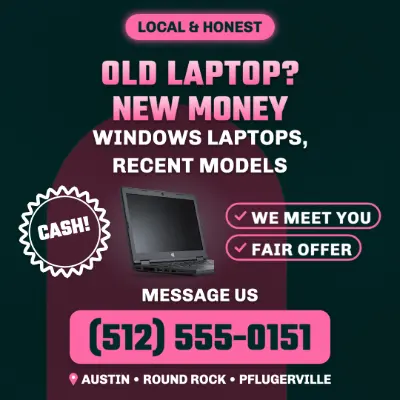 LOCAL & HONEST
OLD LAPTOP?
NEW MONEY
WINDOWS LAPTOPS,
RECENT MODELS
CASH!
WE MEET YOU
FAIR OFFER
MESSAGE US
(512) 555-0151
AUSTIN • ROUND ROCK • PFLUGERVILLE